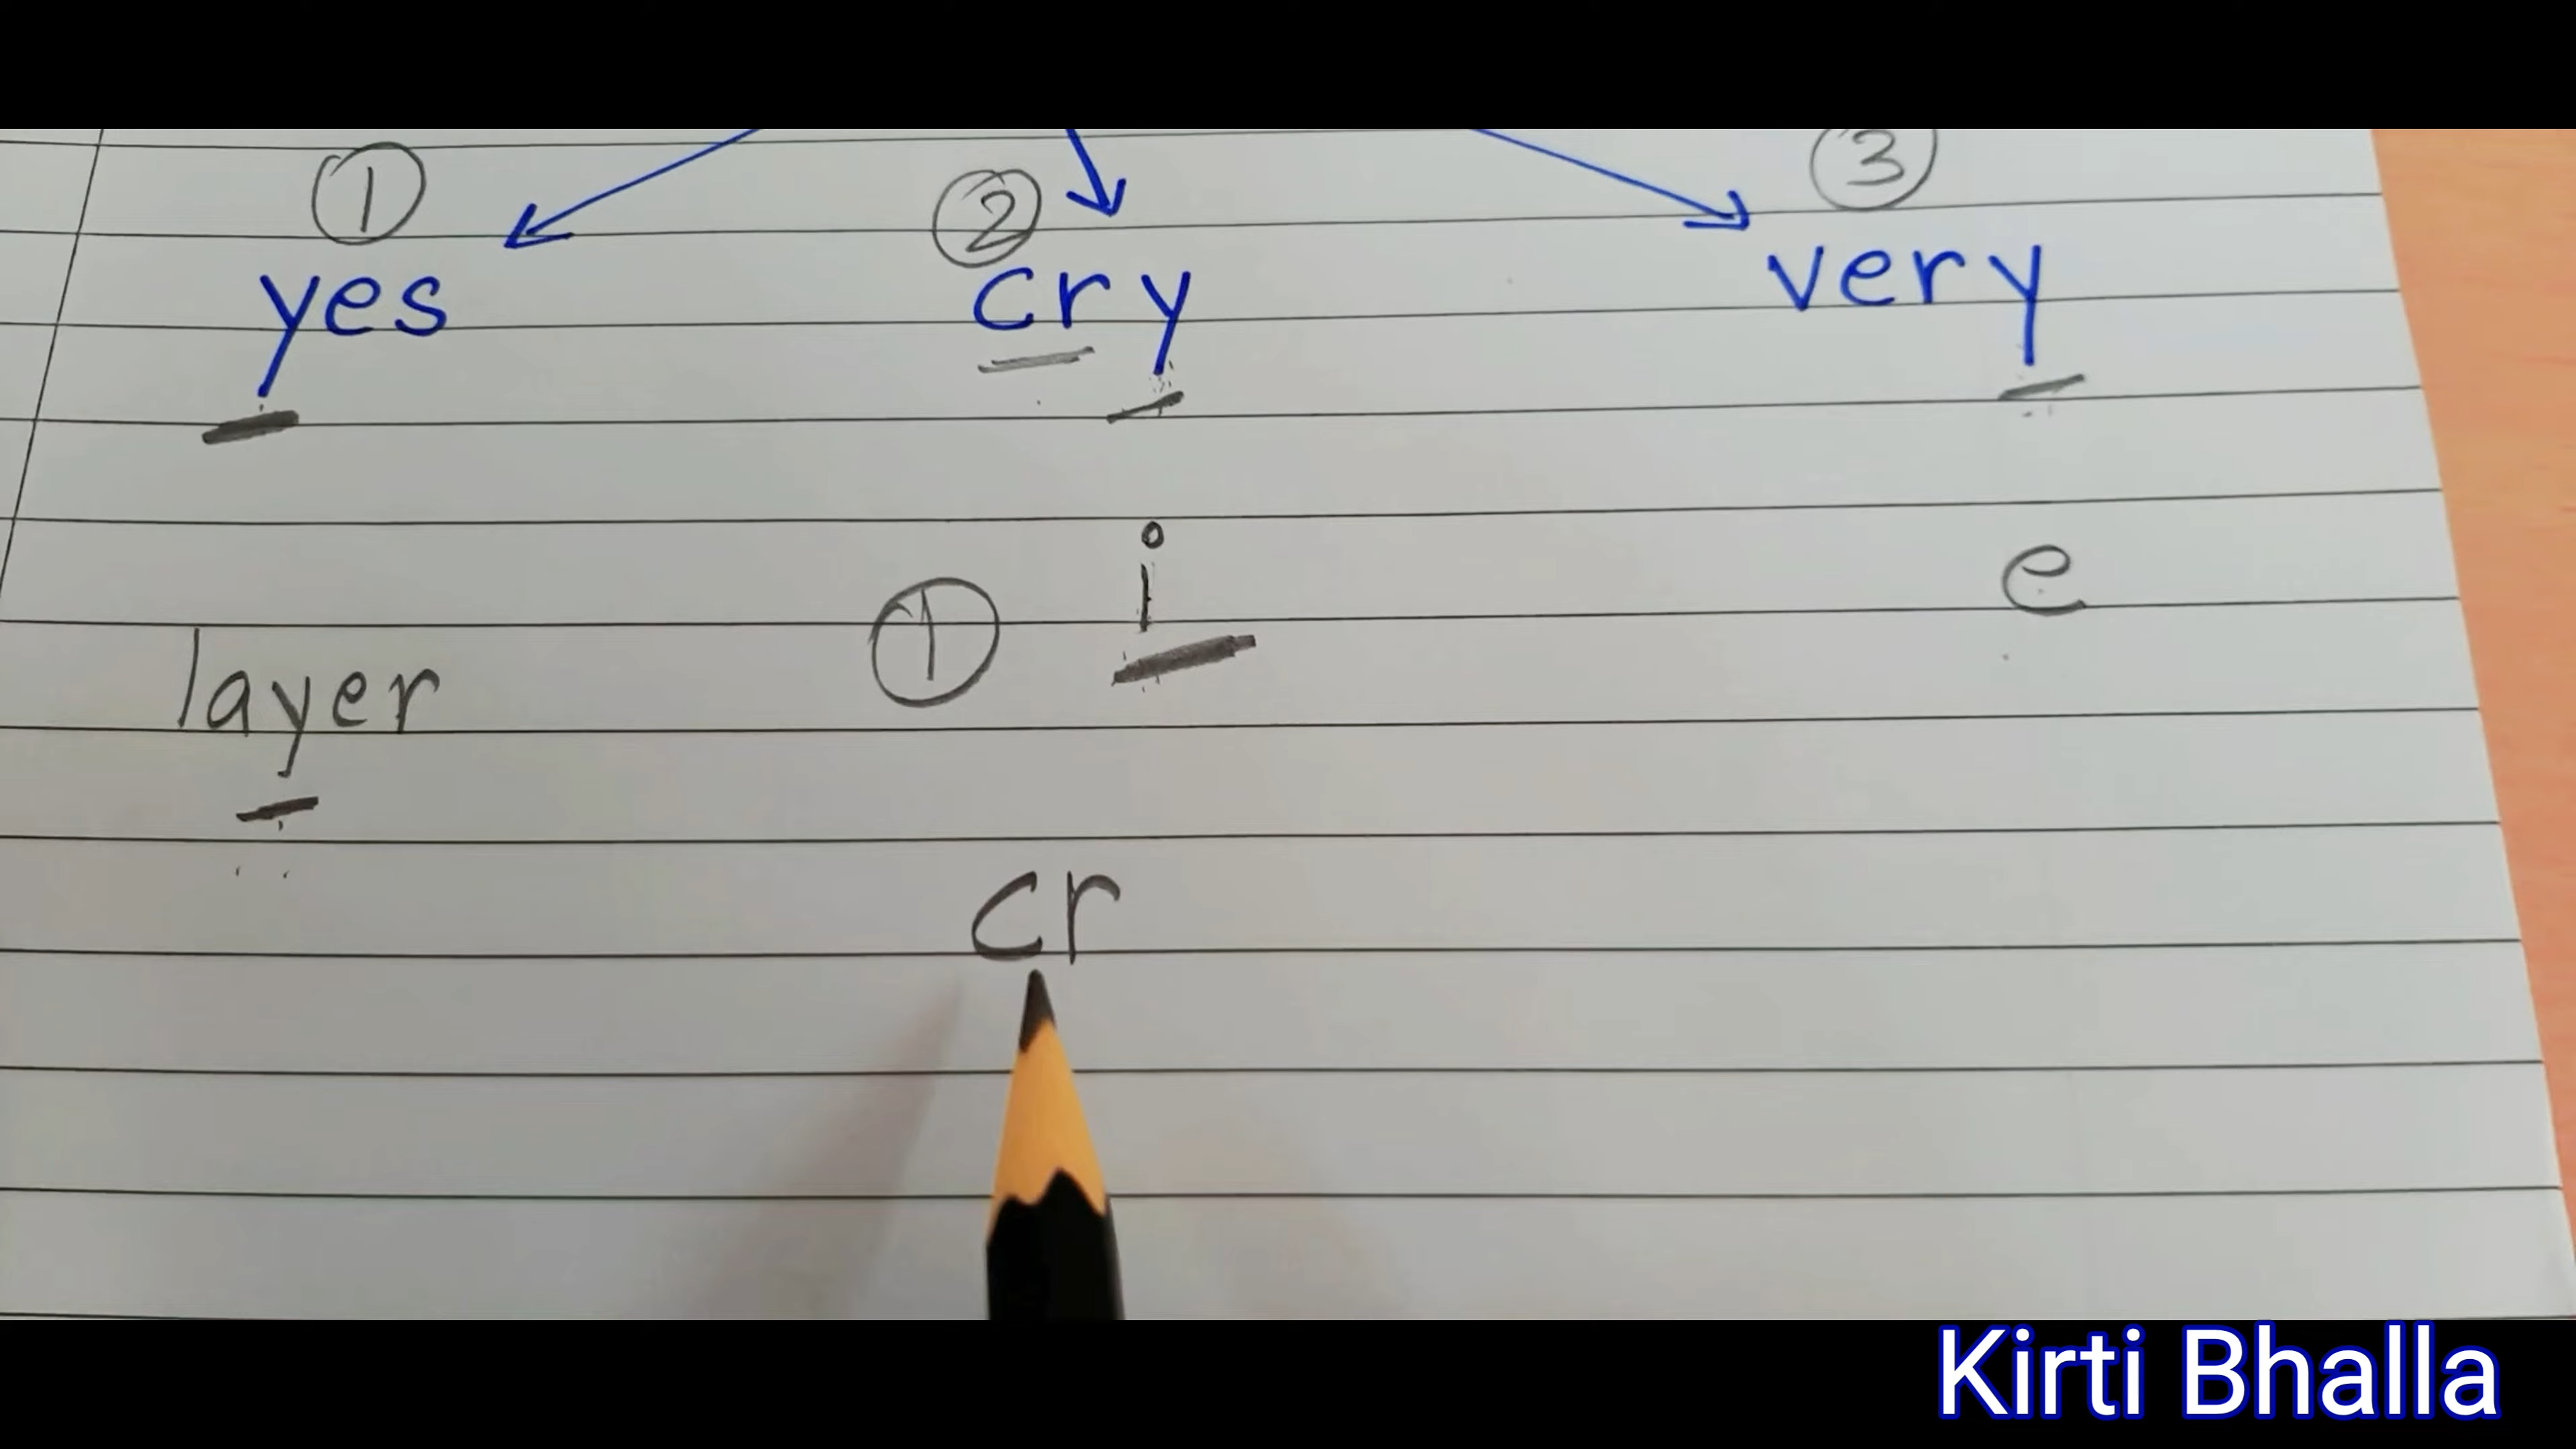 ① ② ③
yes cry very
① i e
layer
cr
Kirti Bhalla